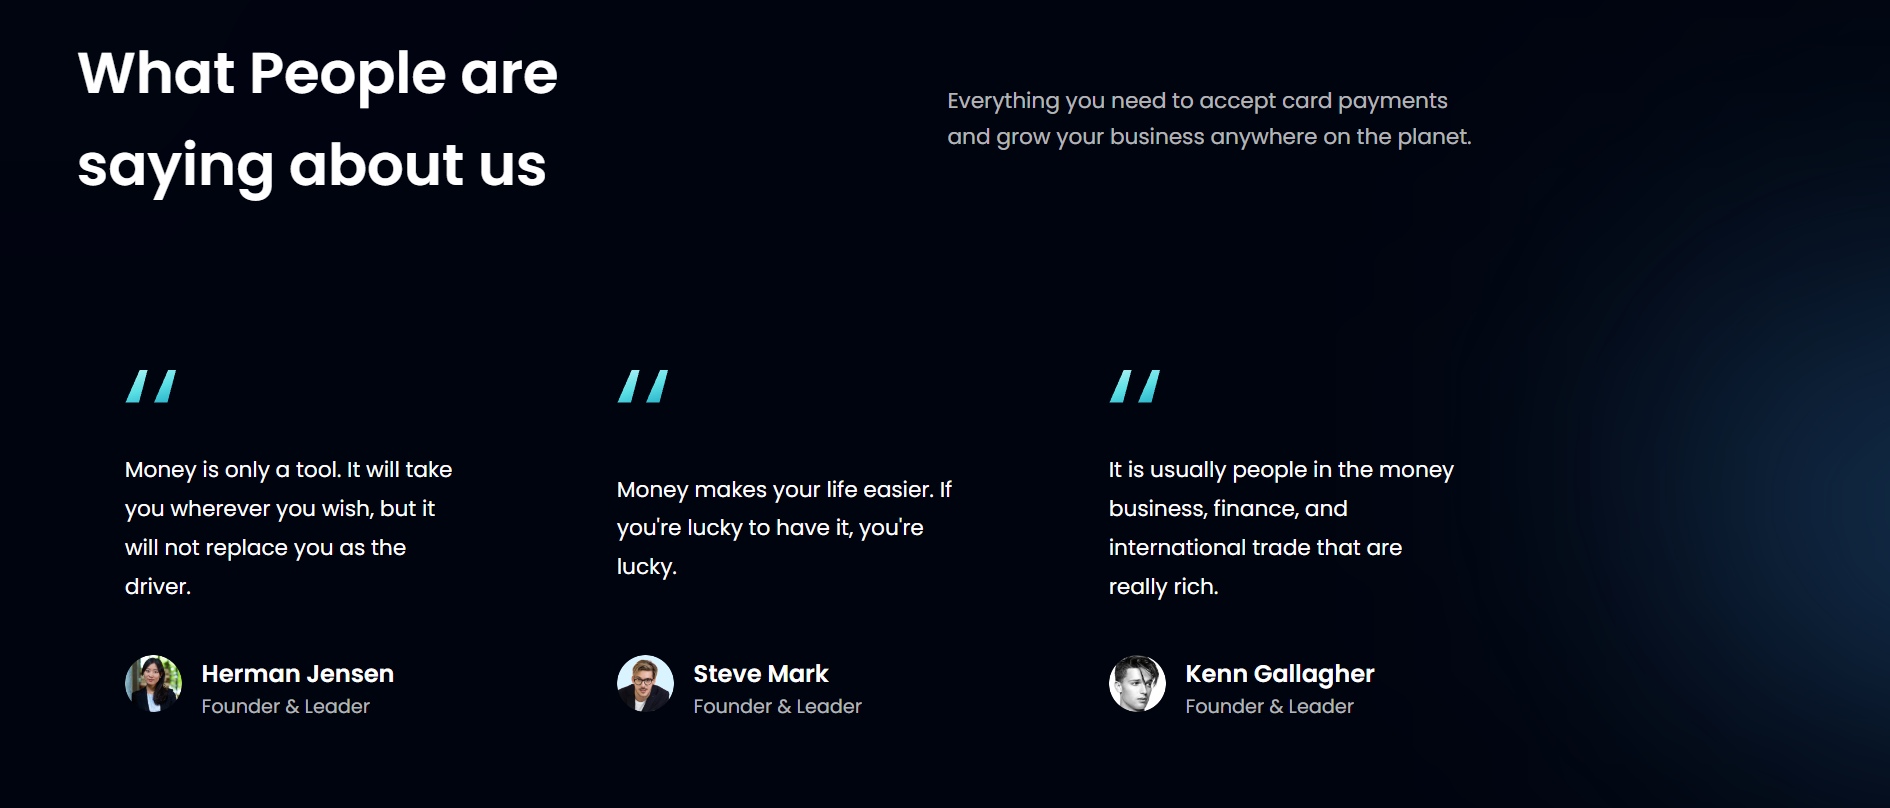 What People are
saying about us
Everything you need to accept card payments
and grow your business anywhere on the planet.
“
Money is only a tool. It will take
you wherever you wish, but it
will not replace you as the
driver.
Herman Jensen
Founder & Leader
“
Money makes your life easier. If
you're lucky to have it, you're
lucky.
Steve Mark
Founder & Leader
“
It is usually people in the money
business, finance, and
international trade that are
really rich.
Kenn Gallagher
Founder & Leader